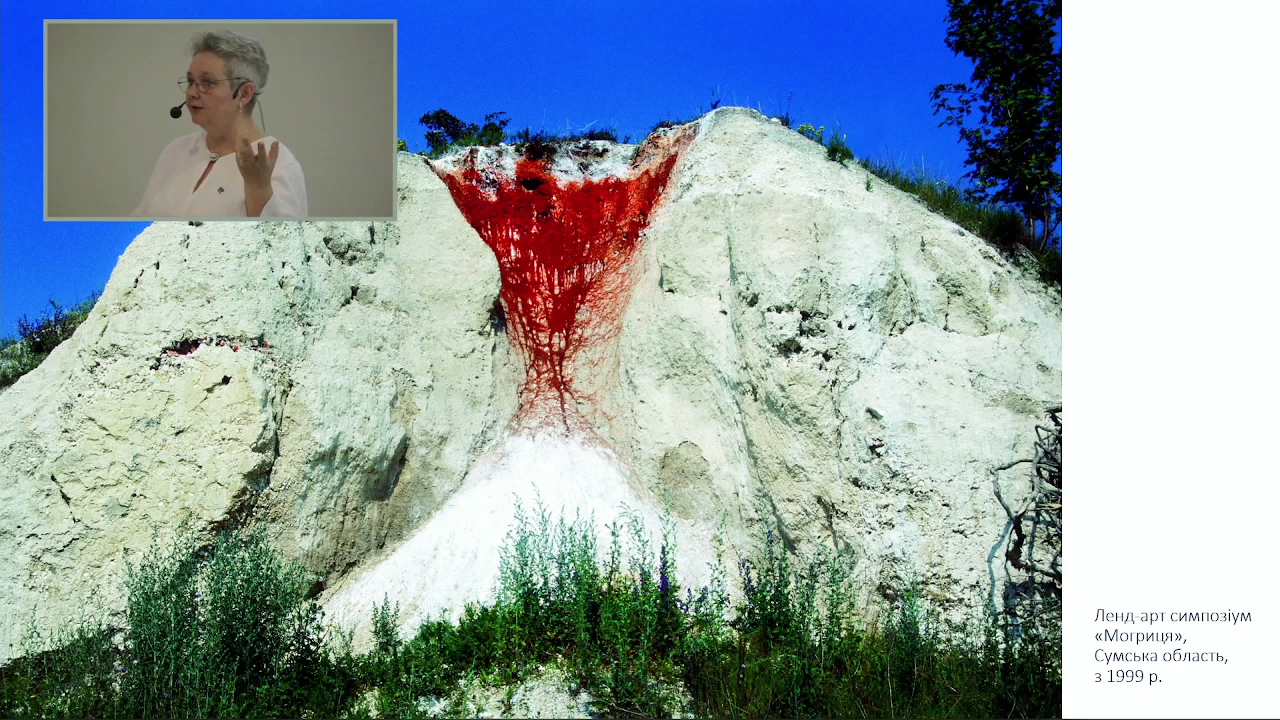 Ленд-арт симпозіум
«Могриця»,
Сумська область,
з 1999 р.